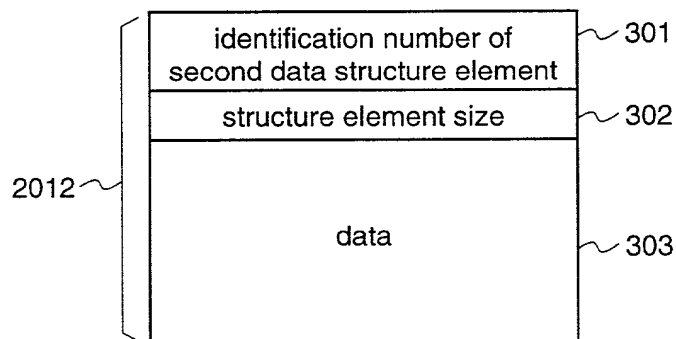 identification number of
second data structure element
301
structure element size
302
2012
data
303